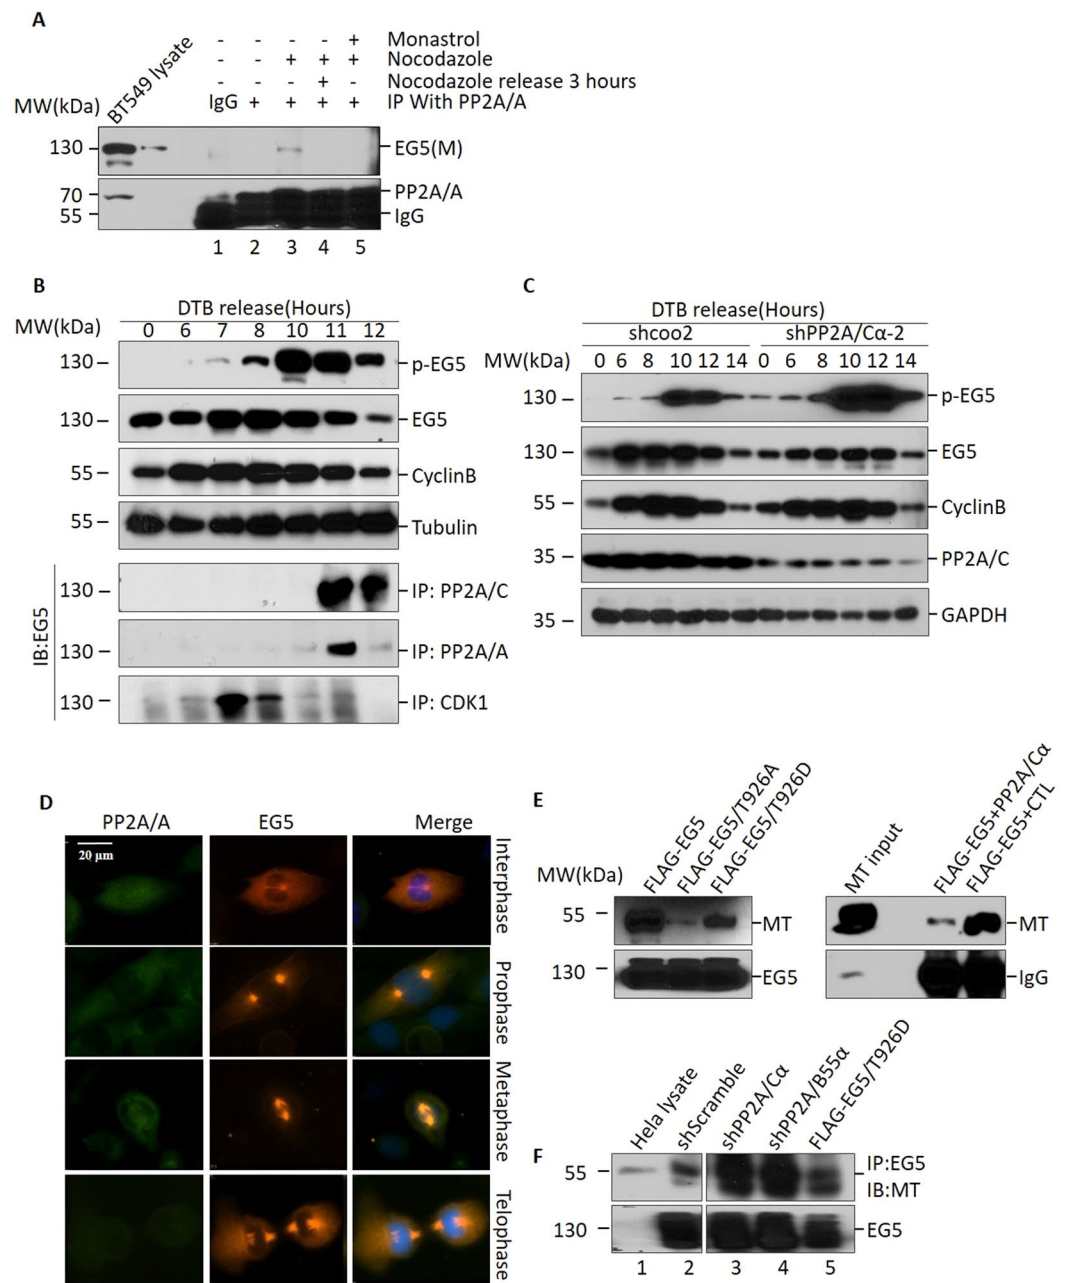 A
BT549 lysate
- - - - + Monastrol
- - + + + Nocodazole
- - - + - Nocodazole release 3 hours
MW(kDa) IgG + + + + IP With PP2A/A
130 EG5(M)
70 PP2A/A
55 IgG
1 2 3 4 5
B
DTB release(Hours)
MW(kDa) 0 6 7 8 10 11 12
130 p-EG5
130 EG5
55 CyclinB
55 Tubulin
IB:EG5
130 IP: PP2A/C
130 IP: PP2A/A
130 IP: CDK1
C
DTB release(Hours)
shcoo2 shPP2A/Cα-2
MW(kDa) 0 6 8 10 12 14 0 6 8 10 12 14
130 p-EG5
130 EG5
55 CyclinB
35 PP2A/C
35 GAPDH
D
PP2A/A EG5 Merge
20 μm
Interphase
Prophase
Metaphase
Telophase
E
MW(kDa) FLAG-EG5 FLAG-EG5/T926A FLAG-EG5/T926D
55 MT
130 EG5
MT input FLAG-EG5+PP2A/Cα FLAG-EG5+CTL
MT
IgG
F
Hela lysate shScramble shPP2A/Cα shPP2A/B55α FLAG-EG5/T926D
55 IP:EG5
IB:MT
130 EG5
1 2 3 4 5